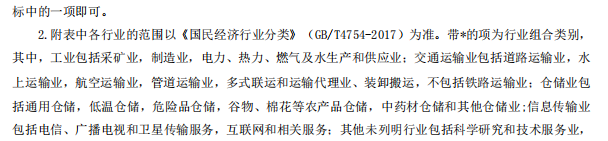 标中的一项即可。
2.附表中各行业的范围以《国民经济行业分类》（GB/T4754-2017）为准。带*的项为行业组合类别，
其中，工业包括采矿业，制造业，电力、热力、燃气及水生产和供应业；交通运输业包括道路运输业，水
上运输业，航空运输业，管道运输业，多式联运和运输代理业、装卸搬运，不包括铁路运输业；仓储业包
括通用仓储，低温仓储，危险品仓储，谷物、棉花等农产品仓储，中药材仓储和其他仓储业;信息传输业
包括电信、广播电视和卫星传输服务，互联网和相关服务；其他未列明行业包括科学研究和技术服务业，